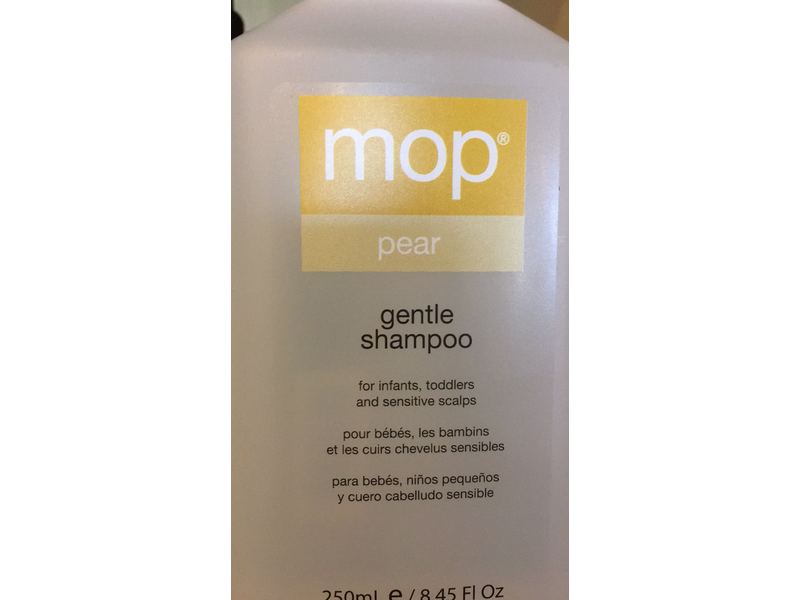 mop®
pear
gentle
shampoo
for infants, toddlers
and sensitive scalps
pour bébés, les bambins
et les cuirs chevelus sensibles
para bebés, niños pequeños
y cuero cabelludo sensible
250mL e / 8.45 Fl Oz